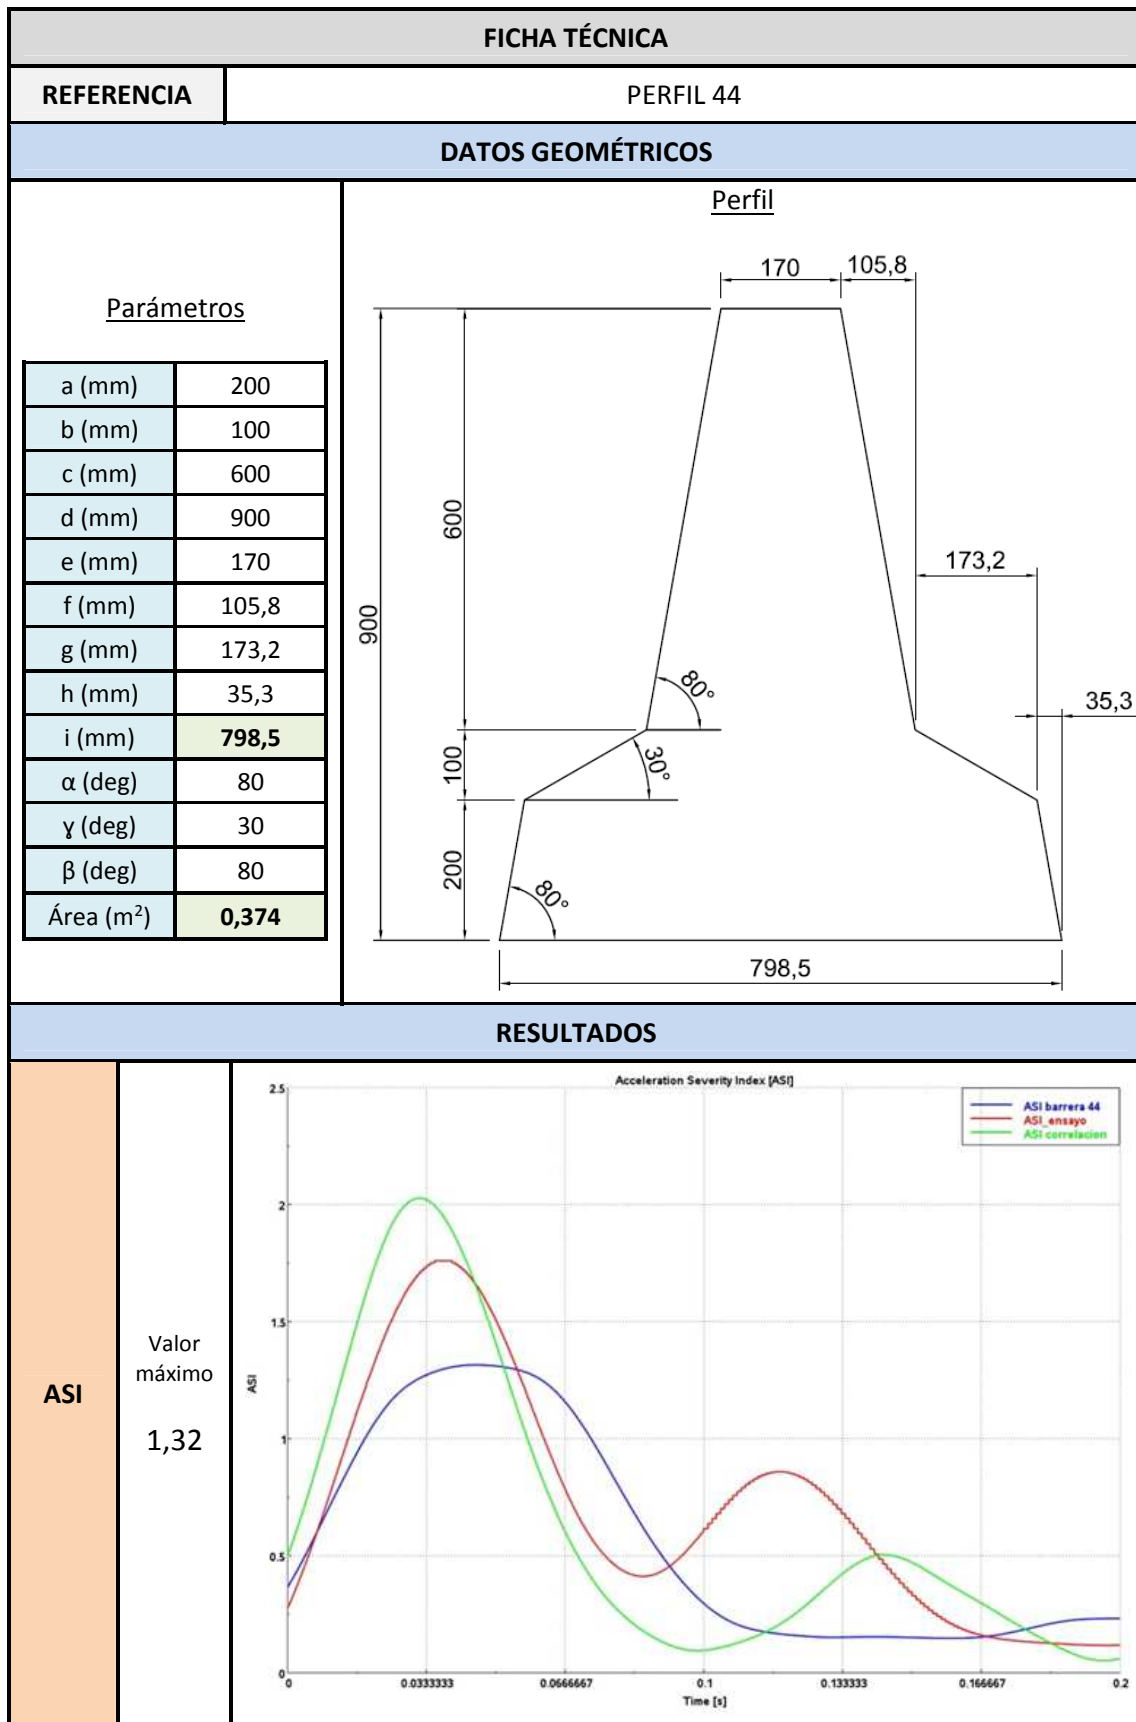 FICHA TÉCNICA
REFERENCIA PERFIL 44
DATOS GEOMÉTRICOS
Parámetros
a (mm) 200
b (mm) 100
c (mm) 600
d (mm) 900
e (mm) 170
f (mm) 105,8
g (mm) 173,2
h (mm) 35,3
i (mm) 798,5
α (deg) 80
ɣ (deg) 30
β (deg) 80
Área (m²) 0,374
Perfil
170 105,8
600
173,2
900
80°
35,3
100
30°
200
80°
798,5
RESULTADOS
ASI
Valor
máximo
1,32
Acceleration Severity Index [ASI]
ASI barrera 44
ASI_ensayo
ASI correlacion
2.5
2
1.5
1
0.5
0
ASI
0 0.0333333 0.0666667 0.1 0.133333 0.166667 0.2
Time [s]